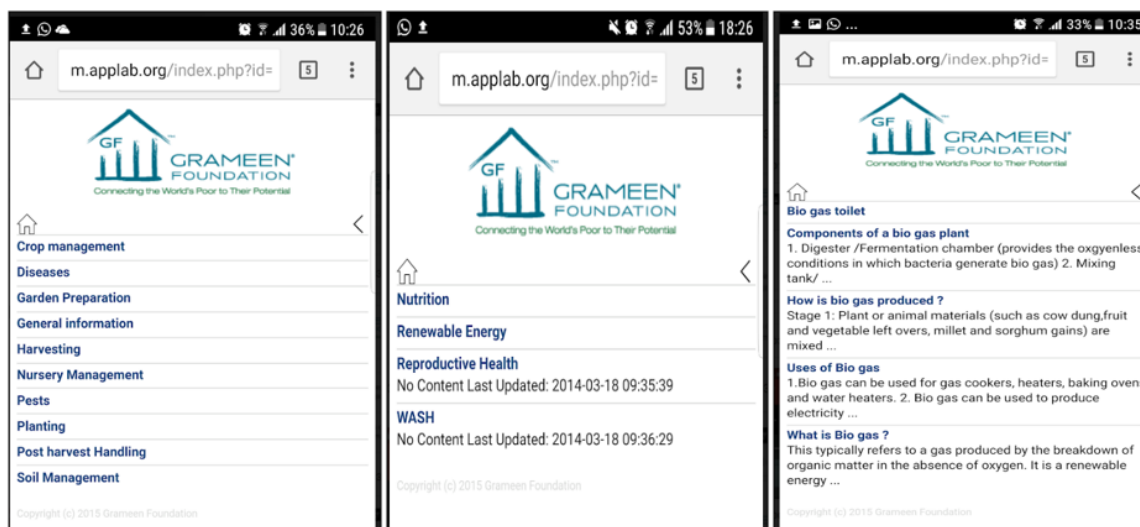 36% 10:26
m.applab.org/index.php?id=
5
GF
GRAMEEN®
FOUNDATION
Connecting the World's Poor to Their Potential
Crop management
Diseases
Garden Preparation
General information
Harvesting
Nursery Management
Pests
Planting
Post harvest Handling
Soil Management
Copyright (c) 2015 Grameen Foundation
53% 18:26
m.applab.org/index.php?id=
5
GF
GRAMEEN®
FOUNDATION
Connecting the World's Poor to Their Potential
Nutrition
Renewable Energy
Reproductive Health
No Content Last Updated: 2014-03-18 09:35:39
WASH
No Content Last Updated: 2014-03-18 09:36:29
Copyright (c) 2015 Grameen Foundation
... 33% 10:35
m.applab.org/index.php?id=
5
GF
GRAMEEN®
FOUNDATION
Connecting the World's Poor to Their Potential
Bio gas toilet
Components of a bio gas plant
1. Digester /Fermentation chamber (provides the oxgyenless
conditions in which bacteria generate bio gas) 2. Mixing
tank/ ...
How is bio gas produced ?
Stage 1: Plant or animal materials (such as cow dung,fruit
and vegetable left overs, millet and sorghum gains) are
mixed ...
Uses of Bio gas
1.Bio gas can be used for gas cookers, heaters, baking oven
and water heaters. 2. Bio gas can be used to produce
electricity ...
What is Bio gas ?
This typically refers to a gas produced by the breakdown of
organic matter in the absence of oxygen. It is a renewable
energy ...
Copyright (c) 2015 Grameen Foundation